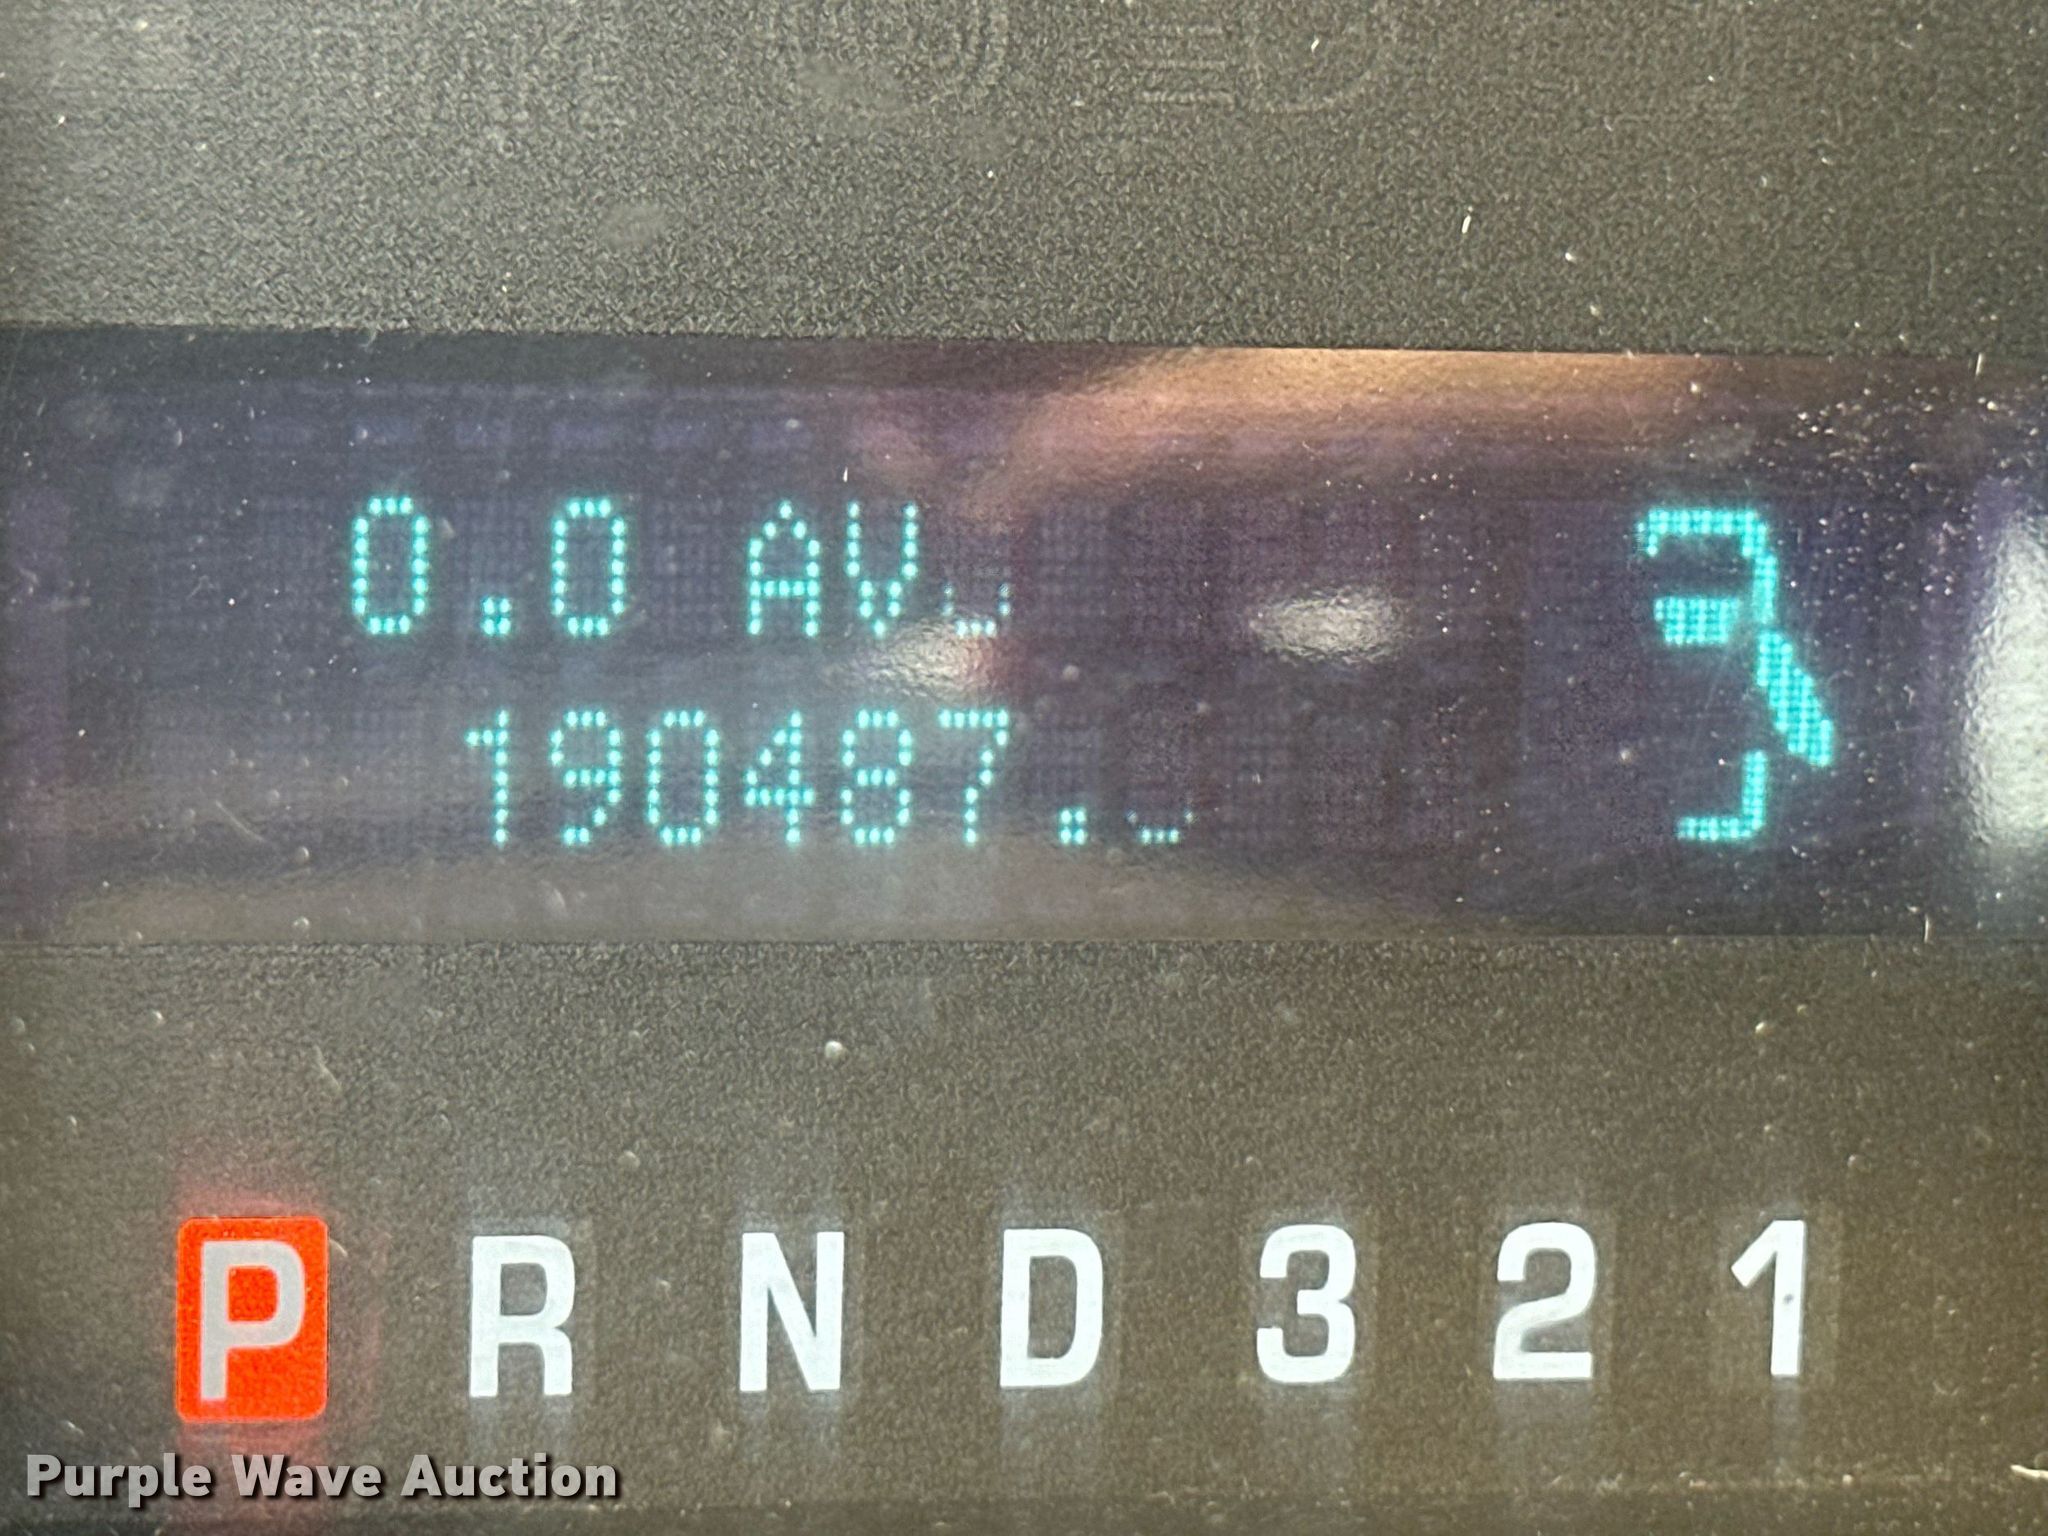 0.0 AV
190487.
P R N D 3 2 1
Purple Wave Auction